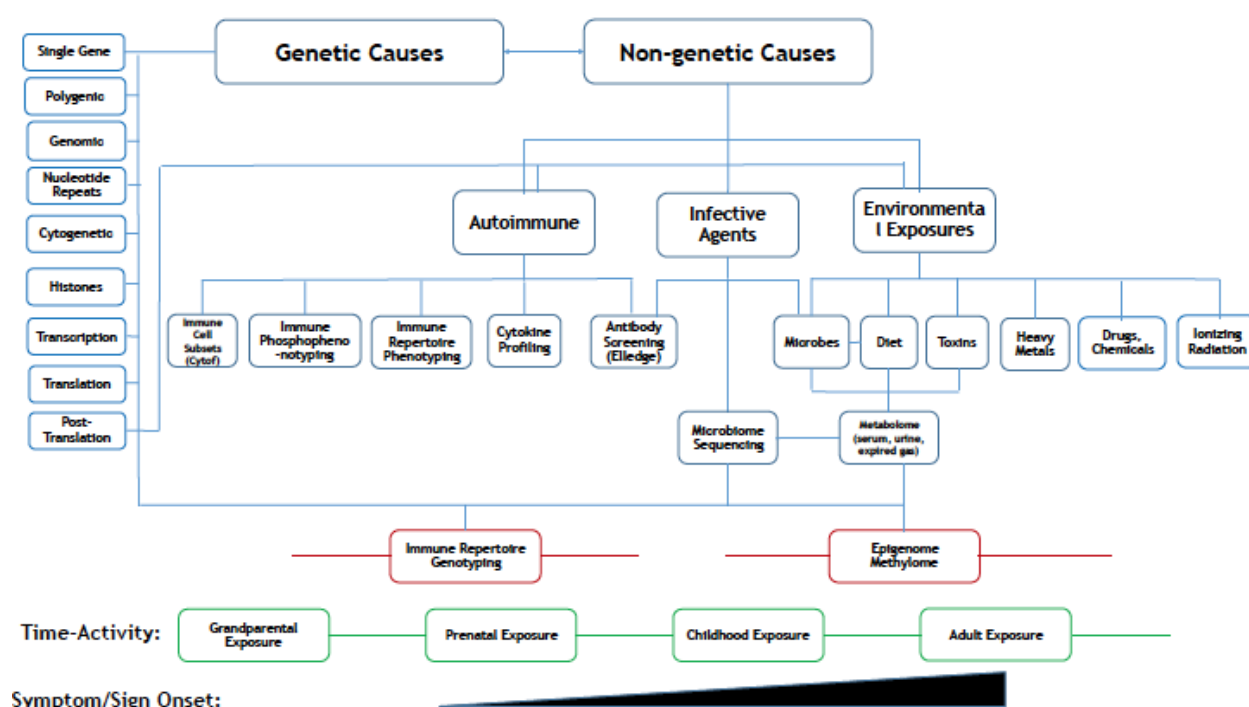 Genetic Causes
Non-genetic Causes
Single Gene
Polygenic
Genomic
Nucleotide
Repeats
Cytogenetic
Histones
Transcription
Translation
Post-
Translation
Autoimmune
Infective
Agents
Environmenta
l Exposures
Immune
Cell
Subsets
(Cytof)
Immune
Phosphopheno
-notyping
Immune
Repertoire
Phenotyping
Cytokine
Profiling
Antibody
Screening
(Elledge)
Microbes
Diet
Toxins
Heavy
Metals
Drugs,
Chemicals
Ionizing
Radiation
Microbiome
Sequencing
Metabolome
(serum, urine,
expired gas)
Immune Repertoire
Genotyping
Epigenome
Methylome
Time-Activity:
Grandparental
Exposure
Prenatal Exposure
Childhood Exposure
Adult Exposure
Symptom/Sign Onset: